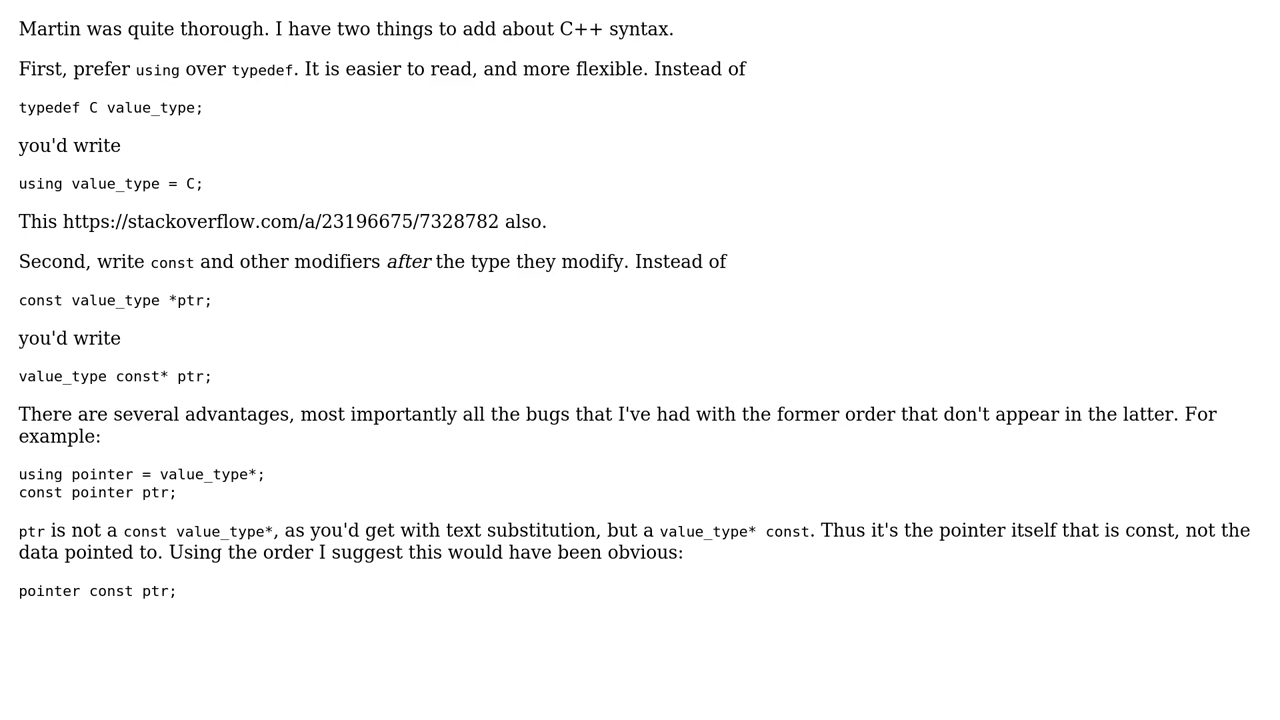 Martin was quite thorough. I have two things to add about C++ syntax.
First, prefer using over typedef. It is easier to read, and more flexible. Instead of
typedef C value_type;
you'd write
using value_type = C;
This https://stackoverflow.com/a/23196675/7328782 also.
Second, write const and other modifiers after the type they modify. Instead of
const value_type *ptr;
you'd write
value_type const* ptr;
There are several advantages, most importantly all the bugs that I've had with the former order that don't appear in the latter. For
example:
using pointer = value_type*;
const pointer ptr;
ptr is not a const value_type*, as you'd get with text substitution, but a value_type* const. Thus it's the pointer itself that is const, not the
data pointed to. Using the order I suggest this would have been obvious:
pointer const ptr;